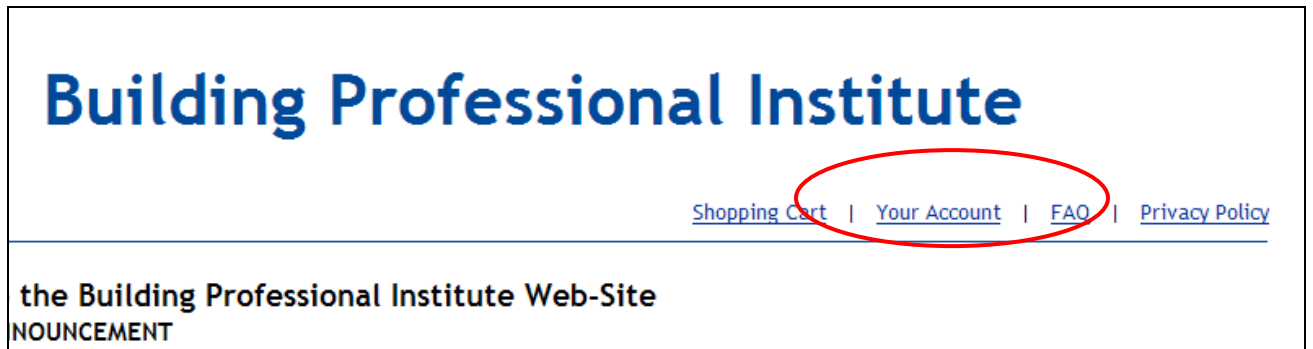 Building Professional Institute
Shopping Cart | Your Account | FAQ | Privacy Policy
the Building Professional Institute Web-Site
NOUNCEMENT